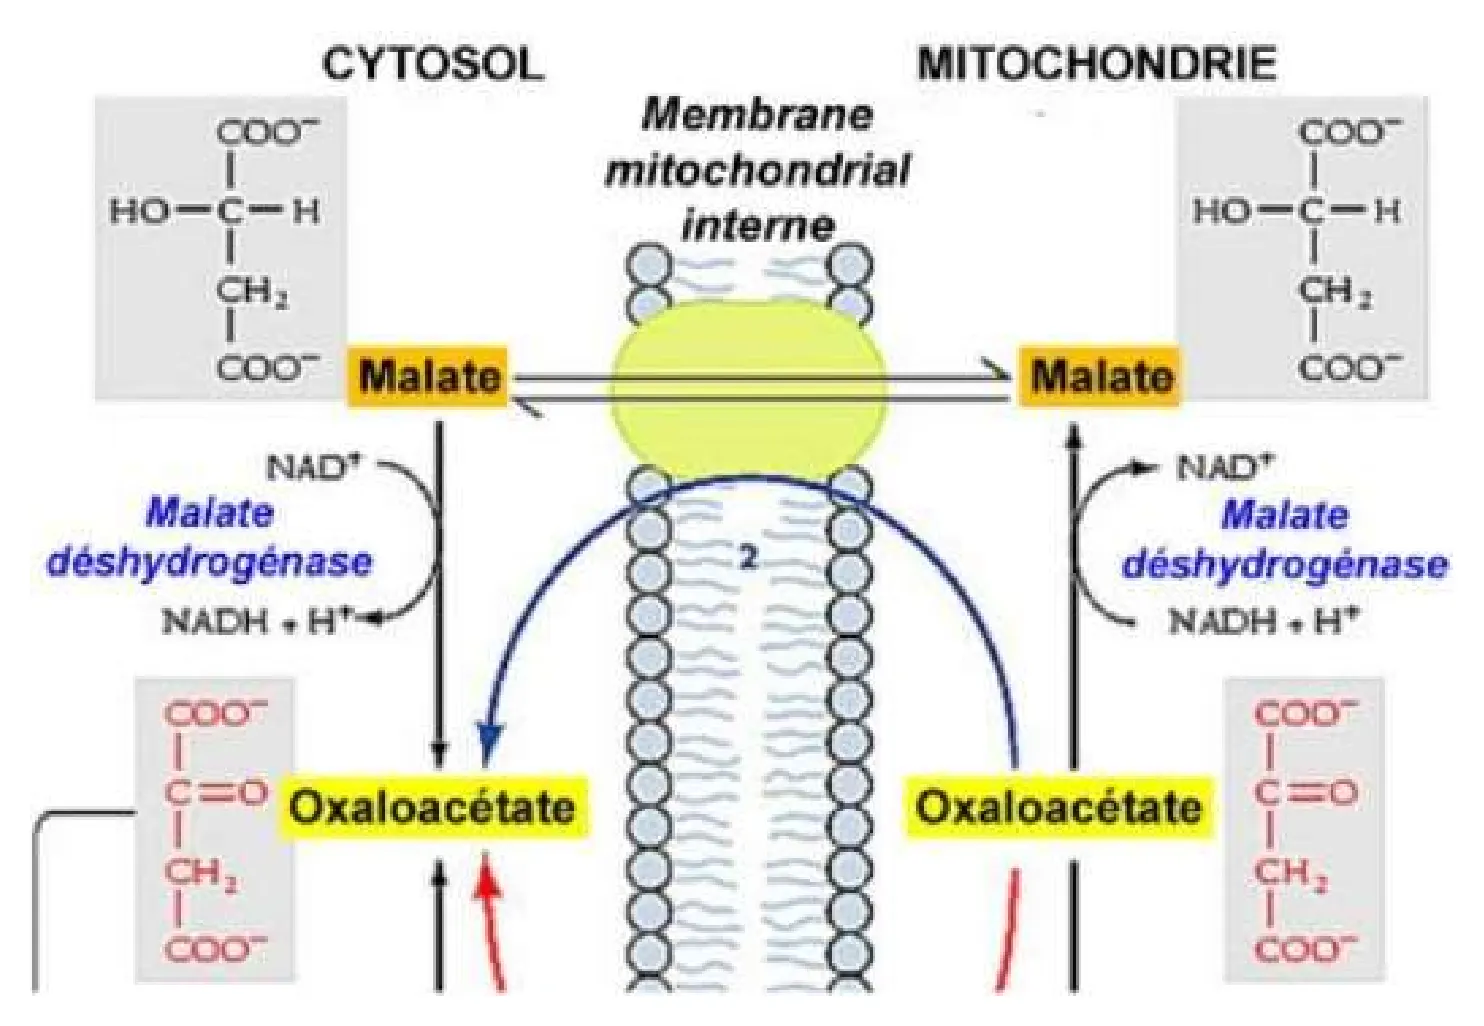 CYTOSOL
MITOCHONDRIE
Membrane
mitochondrial
interne
COO⁻
HO—C—H
CH₂
COO⁻
COO⁻
HO—C—H
CH₂
COO⁻
Malate
Malate
NAD⁺
Malate
déshydrogénase
NADH + H⁺
2
NAD⁺
Malate
déshydrogénase
NADH + H⁺
COO⁻
C=O
CH₂
COO⁻
Oxaloacétate
Oxaloacétate
COO⁻
C=O
CH₂
COO⁻